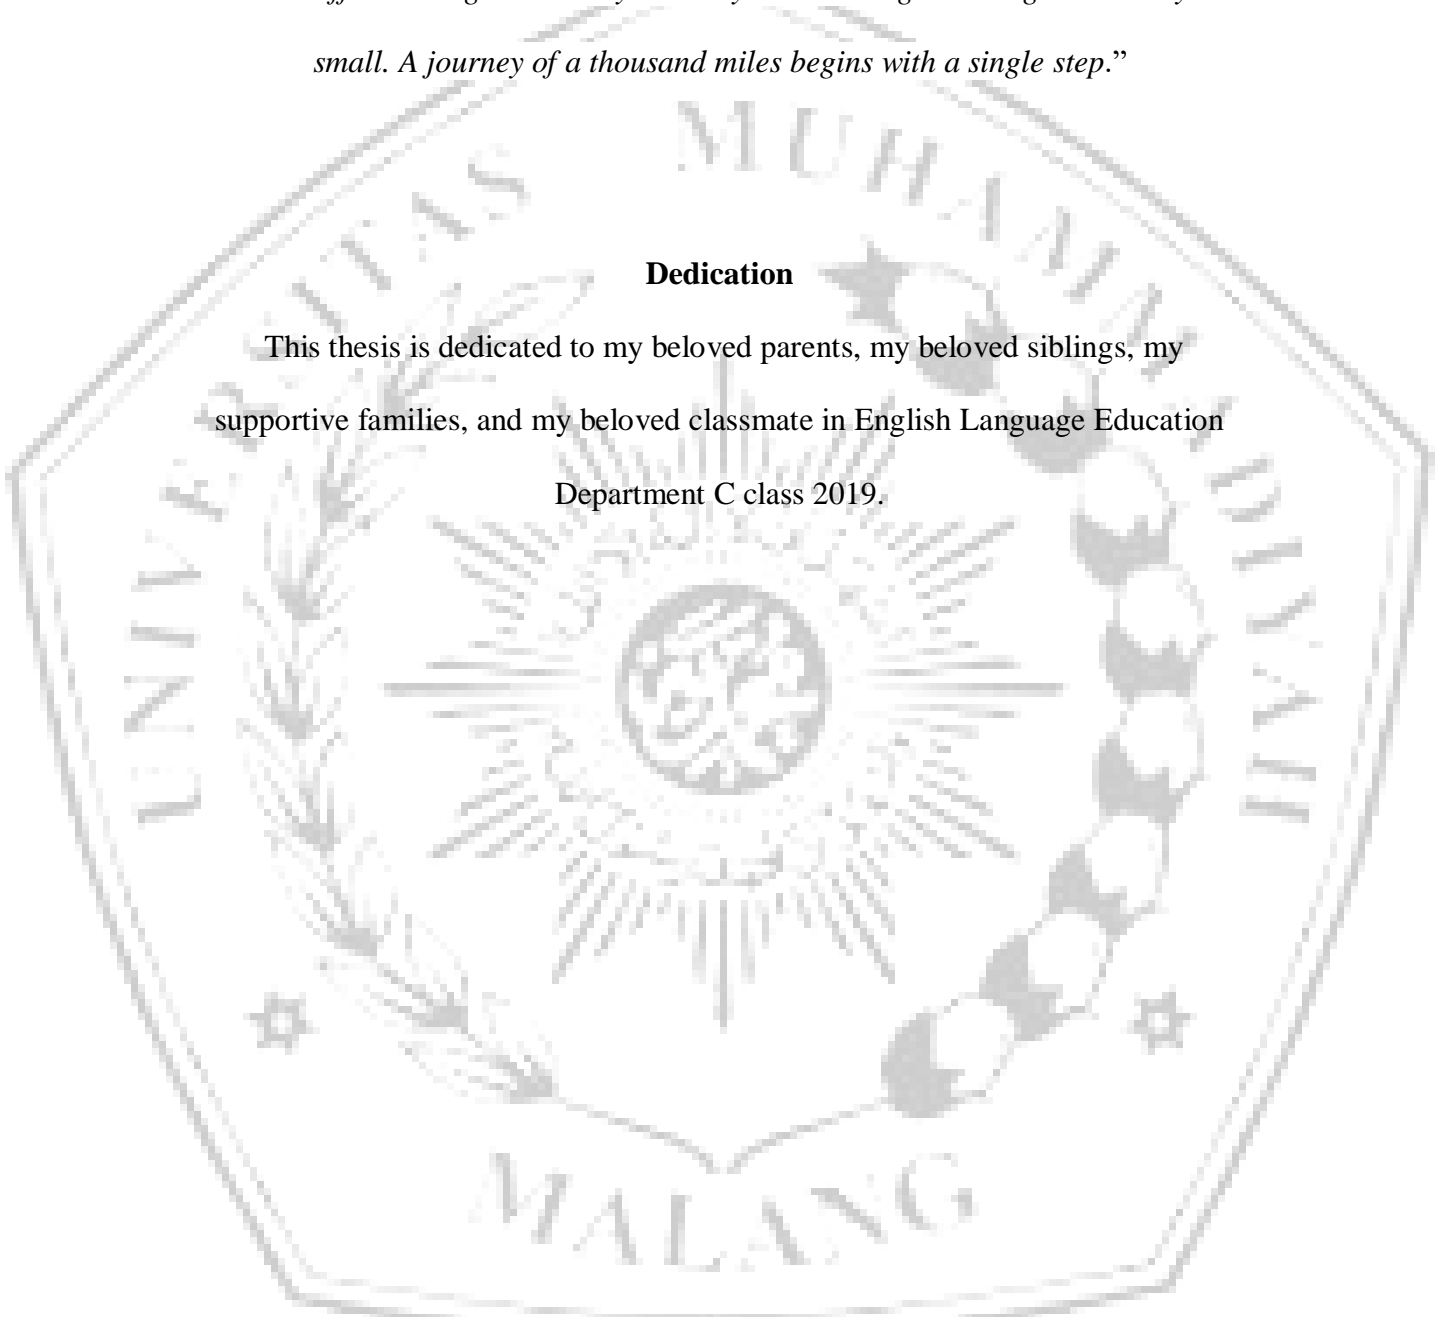 small. A journey of a thousand miles begins with a single step.”
UNIVERSITAS MUHAMMADIYAH
Dedication
This thesis is dedicated to my beloved parents, my beloved siblings, my
supportive families, and my beloved classmate in English Language Education
Department C class 2019.
MALANG